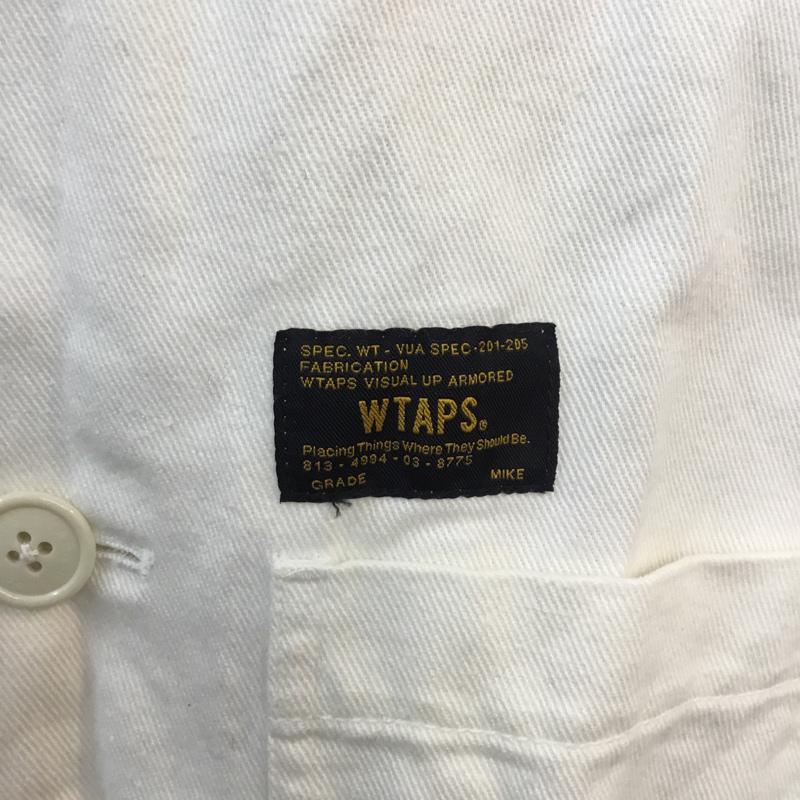 SPEC. WT - VUA SPEC-201-205
FABRICATION
WTAPS VISUAL UP ARMORED
WTAPS®
Placing Things Where They Should Be.
813 - 4994 - 03 - 8775
GRADE MIKE